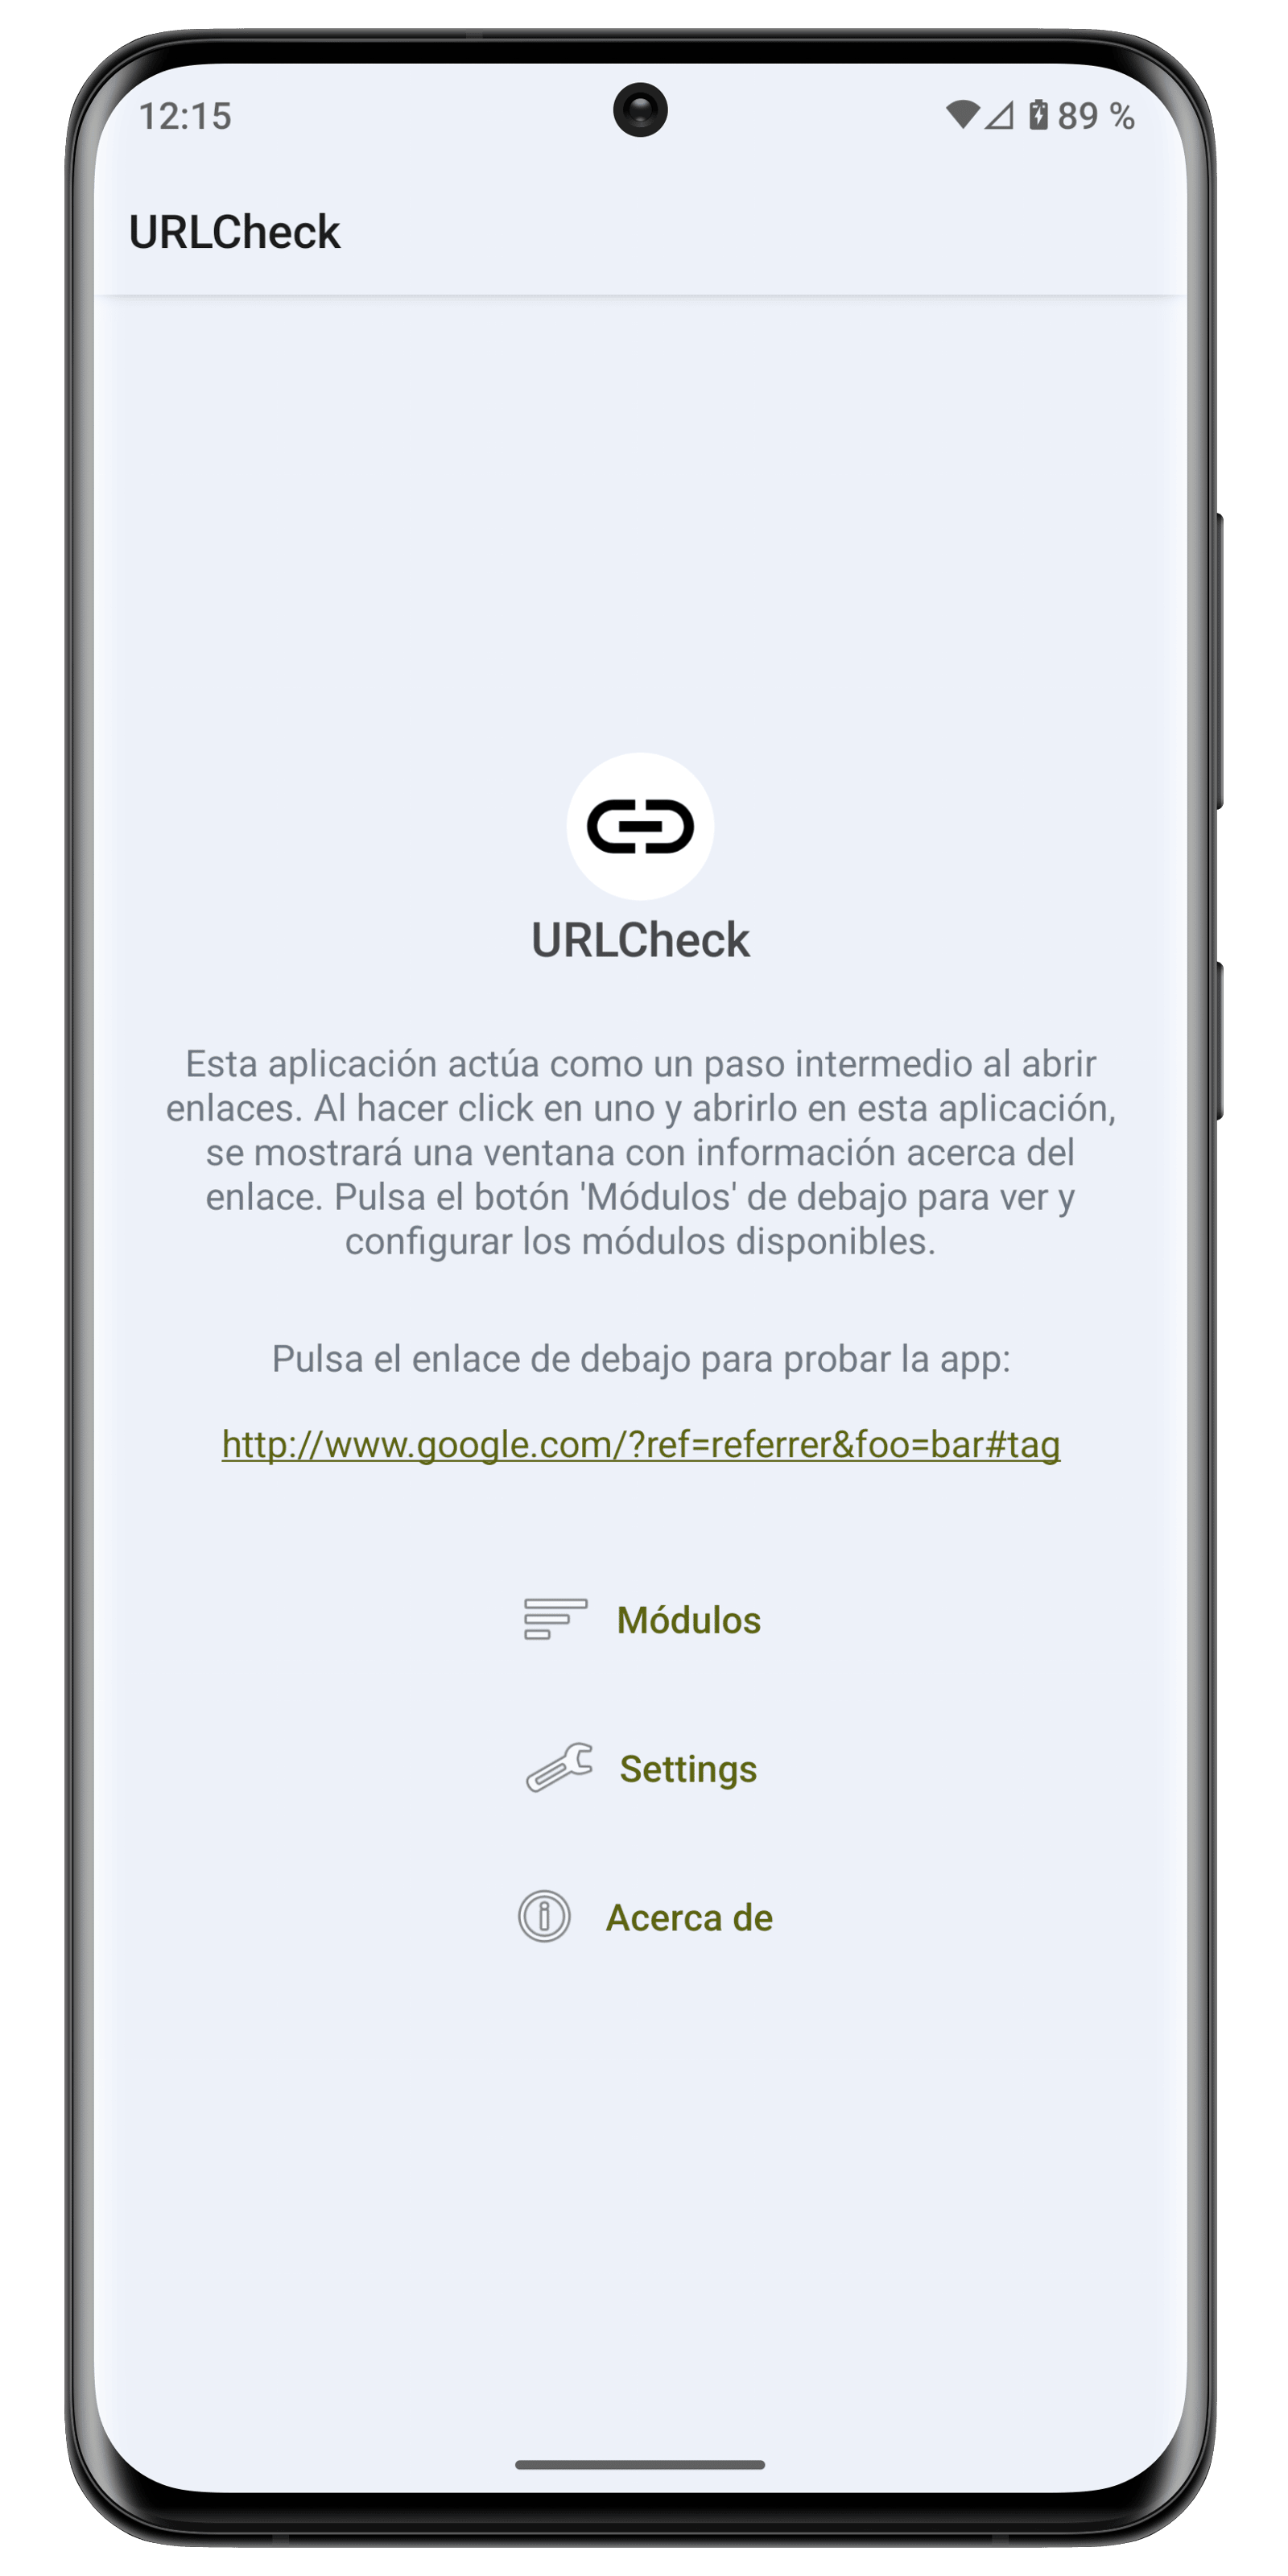 12:15
89 %
URLCheck
URLCheck
Esta aplicación actúa como un paso intermedio al abrir
enlaces. Al hacer click en uno y abrirlo en esta aplicación,
se mostrará una ventana con información acerca del
enlace. Pulsa el botón 'Módulos' de debajo para ver y
configurar los módulos disponibles.
Pulsa el enlace de debajo para probar la app:
http://www.google.com/?ref=referrer&foo=bar#tag
Módulos
Settings
Acerca de